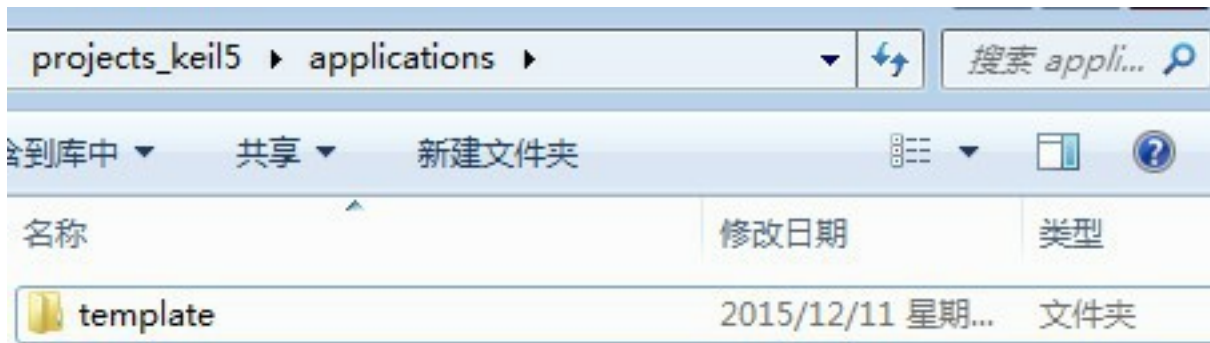 projects_keil5 ▸ applications ▸ 搜索 appli...
含到库中 共享 新建文件夹
名称 修改日期 类型
template 2015/12/11 星期... 文件夹